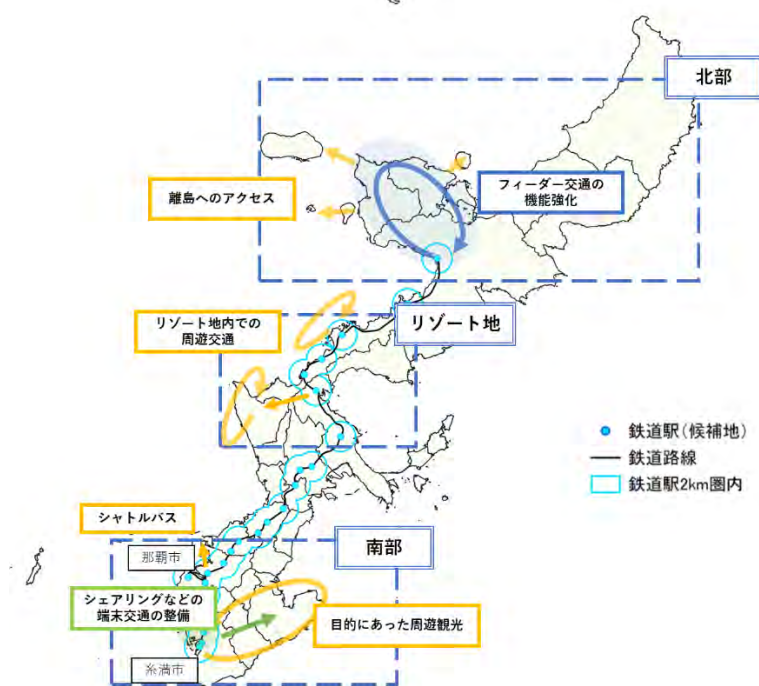 北部
離島へのアクセス
フィーダー交通の
機能強化
リゾート地内での
周遊交通
リゾート地
鉄道駅(候補地)
鉄道路線
鉄道駅2km圏内
シャトルバス
那覇市
南部
シェアリングなどの
端末交通の整備
目的にあった周遊観光
糸満市